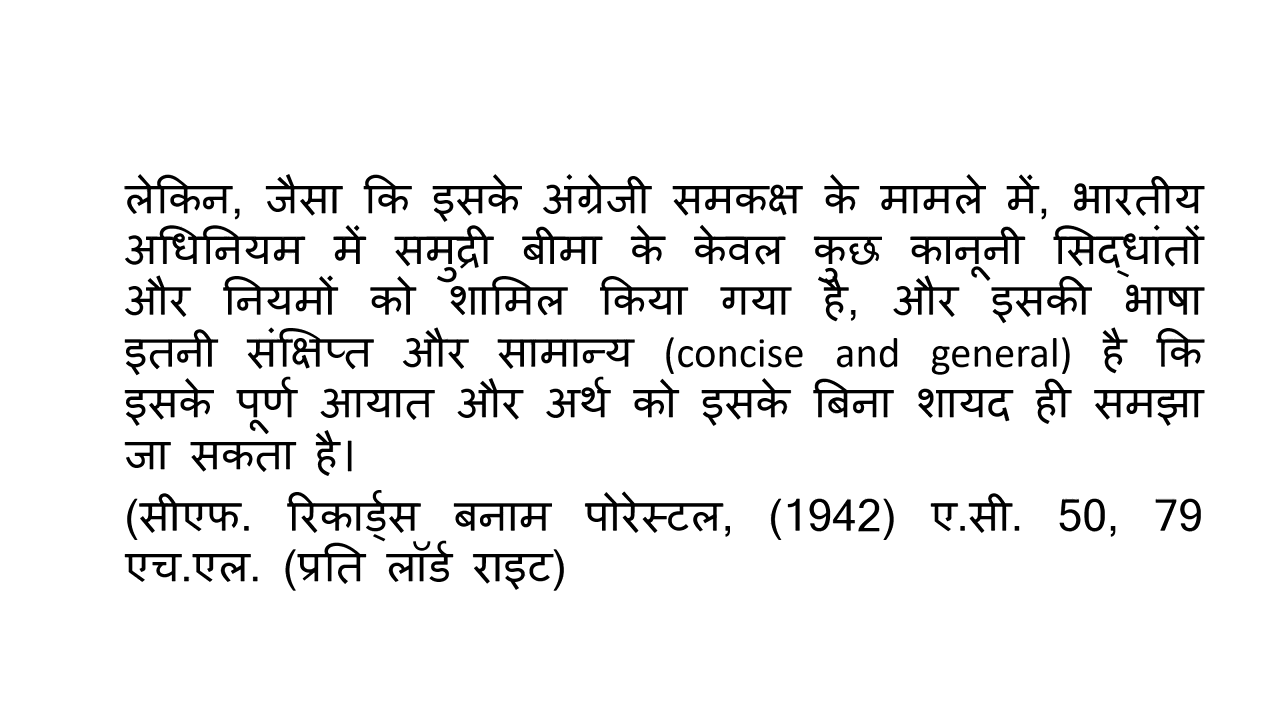 लेकिन, जैसा कि इसके अंग्रेजी समकक्ष के मामले में, भारतीय
अधिनियम में समुद्री बीमा के केवल कुछ कानूनी सिद्धांतों
और नियमों को शामिल किया गया है, और इसकी भाषा
इतनी संक्षिप्त और सामान्य (concise and general) है कि
इसके पूर्ण आयात और अर्थ को इसके बिना शायद ही समझा
जा सकता है।
(सीएफ. रिकार्ड्स बनाम पोरेस्टल, (1942) ए.सी. 50, 79
एच.एल. (प्रति लॉर्ड राइट)